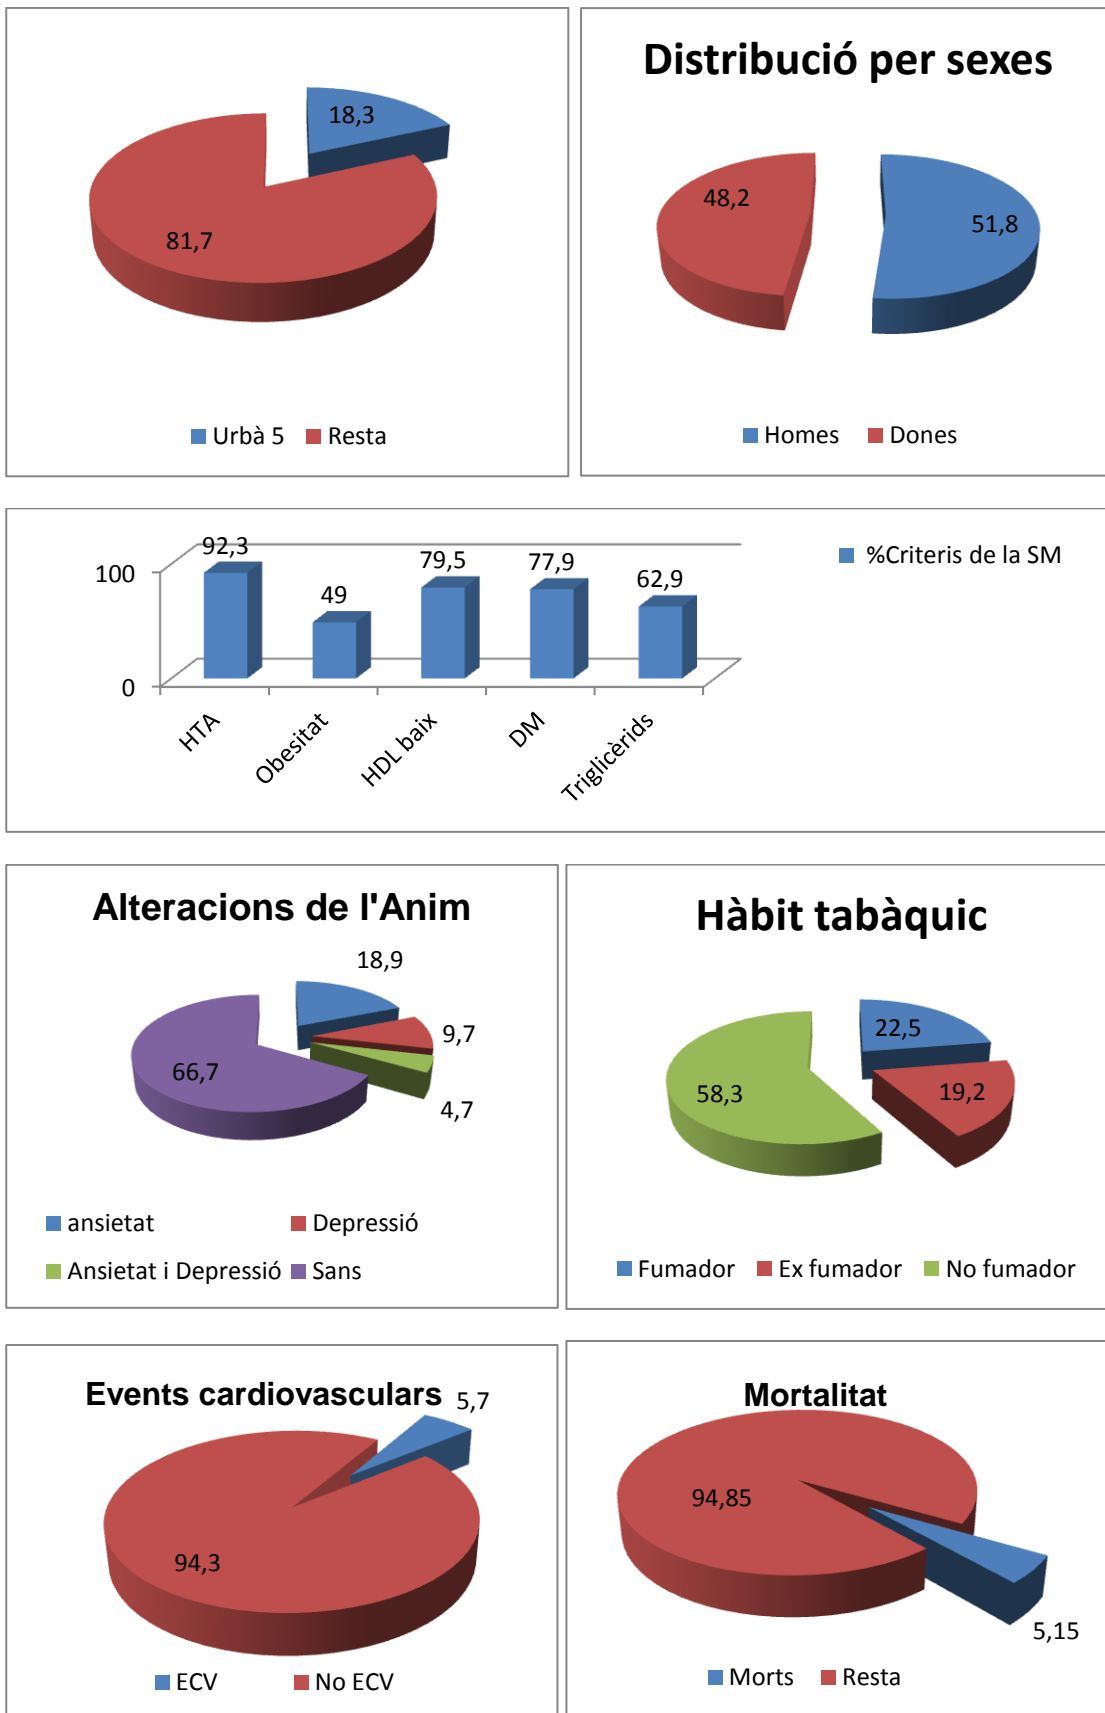 18,3
81,7
Urbà 5 Resta
Distribució per sexes
48,2
51,8
Homes Dones
92,3
79,5
77,9
62,9
49
100
0
HTA
Obesitat
HDL baix
DM
Triglicèrids
%Criteris de la SM
Alteracions de l'Anim
18,9
9,7
66,7
4,7
ansietat Depressió
Ansietat i Depressió Sans
Hàbit tabàquic
22,5
58,3
19,2
Fumador Ex fumador No fumador
Events cardiovasculars
5,7
94,3
ECV No ECV
Mortalitat
94,85
5,15
Morts Resta